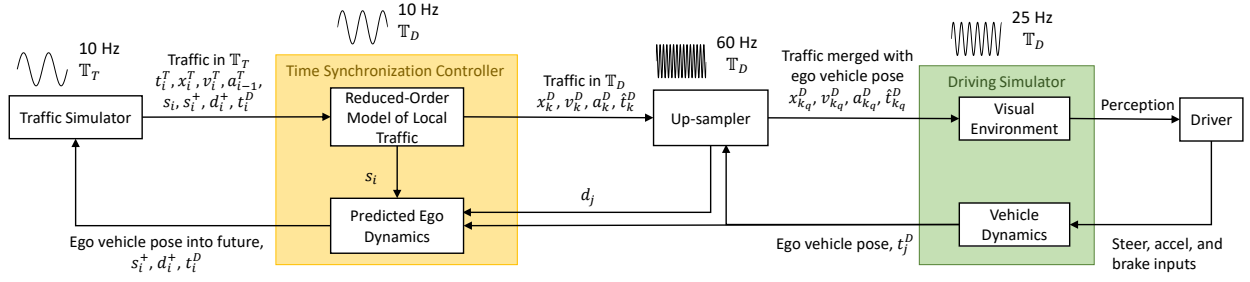 10 Hz
𝕋_T
Traffic Simulator
Traffic in 𝕋_T
t_i^T, x_i^T, v_i^T, a_{i-1}^T,
s_i, s_i^+, d_i^+, t_i^D
10 Hz
𝕋_D
Time Synchronization Controller
Reduced-Order
Model of Local
Traffic
s_i
Predicted Ego
Dynamics
Ego vehicle pose into future,
s_i^+, d_i^+, t_i^D
Traffic in 𝕋_D
x_k^D, v_k^D, a_k^D, t̂_k^D
60 Hz
𝕋_D
Up-sampler
d_j
Traffic merged with
ego vehicle pose
x_{k_q}^D, v_{k_q}^D, a_{k_q}^D, t̂_{k_q}^D
Ego vehicle pose, t_j^D
25 Hz
𝕋_D
Driving Simulator
Visual
Environment
Vehicle
Dynamics
Perception
Driver
Steer, accel, and
brake inputs